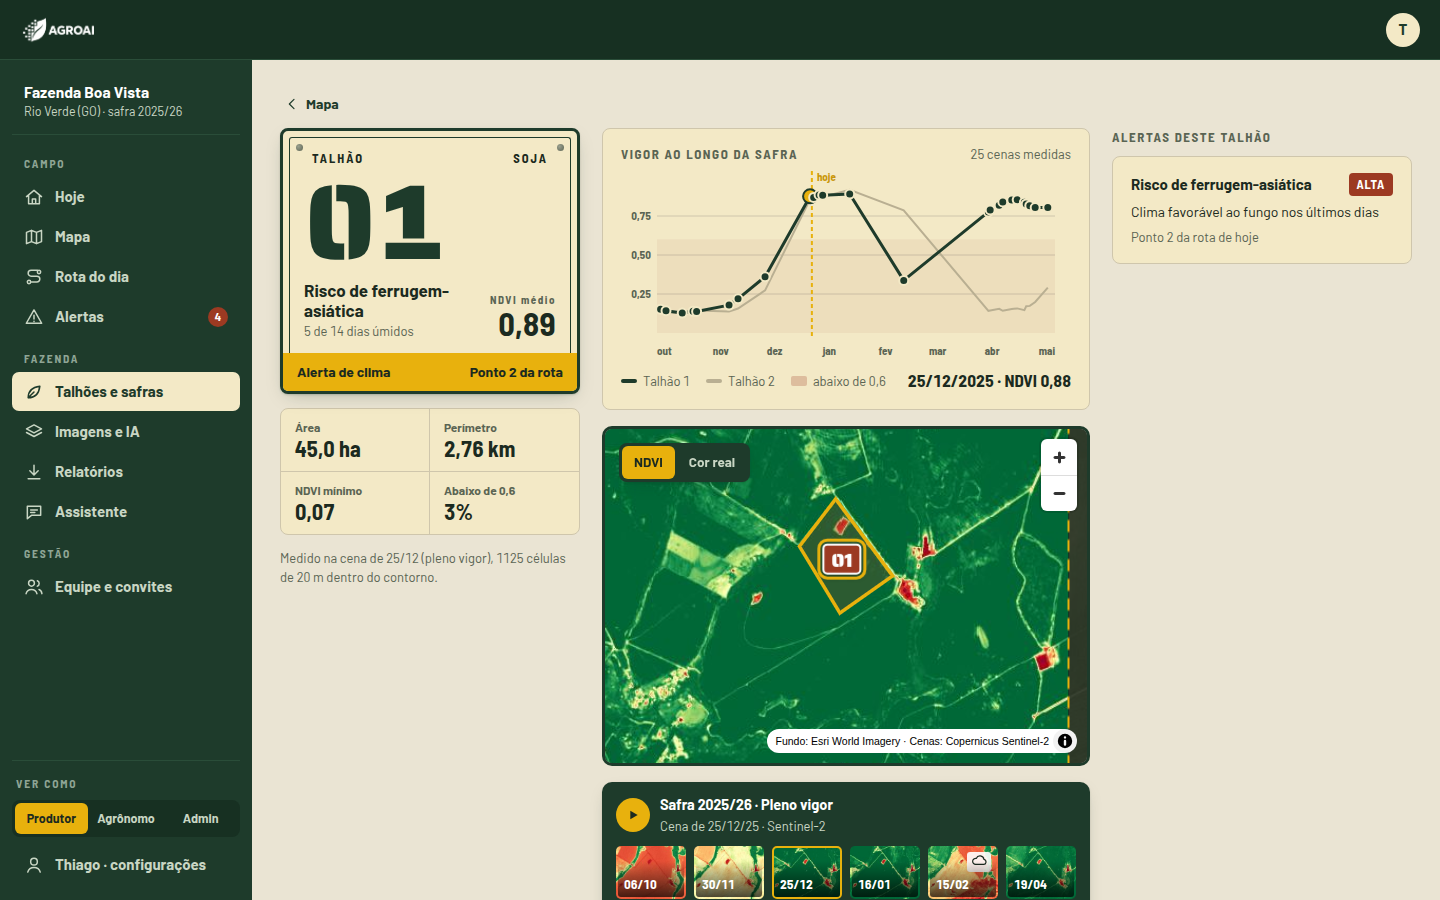 AGROAI
T
Fazenda Boa Vista
Rio Verde (GO) · safra 2025/26
CAMPO
Hoje
Mapa
Rota do dia
Alertas 4
FAZENDA
Talhões e safras
Imagens e IA
Relatórios
Assistente
GESTÃO
Equipe e convites
VER COMO
Produtor Agrônomo Admin
Thiago · configurações
Mapa
TALHÃO SOJA
01
Risco de ferrugem-
asiática
5 de 14 dias úmidos
NDVI médio
0,89
Alerta de clima Ponto 2 da rota
Área
45,0 ha
Perímetro
2,76 km
NDVI mínimo
0,07
Abaixo de 0,6
3%
Medido na cena de 25/12 (pleno vigor), 1125 células
de 20 m dentro do contorno.
VIGOR AO LONGO DA SAFRA 25 cenas medidas
hoje
0,75
0,50
0,25
out nov dez jan fev mar abr mai
Talhão 1 Talhão 2 abaixo de 0,6 25/12/2025 · NDVI 0,88
NDVI Cor real
+
−
01
Fundo: Esri World Imagery · Cenas: Copernicus Sentinel-2
Safra 2025/26 · Pleno vigor
Cena de 25/12/25 · Sentinel-2
06/10 30/11 25/12 16/01 15/02 19/04
ALERTAS DESTE TALHÃO
Risco de ferrugem-asiática ALTA
Clima favorável ao fungo nos últimos dias
Ponto 2 da rota de hoje